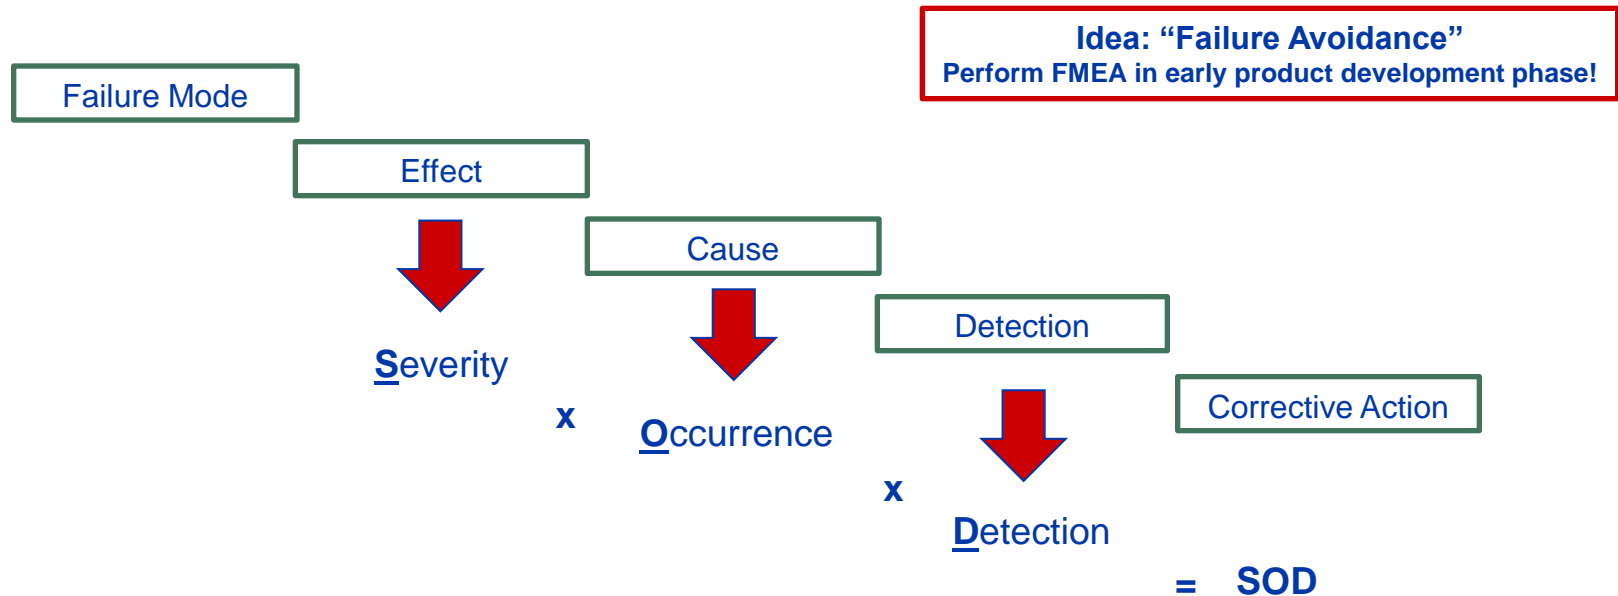 Idea: “Failure Avoidance”
Perform FMEA in early product development phase!
Failure Mode
Effect
Cause
Detection
Severity
Corrective Action
x
Occurrence
x
Detection
= SOD